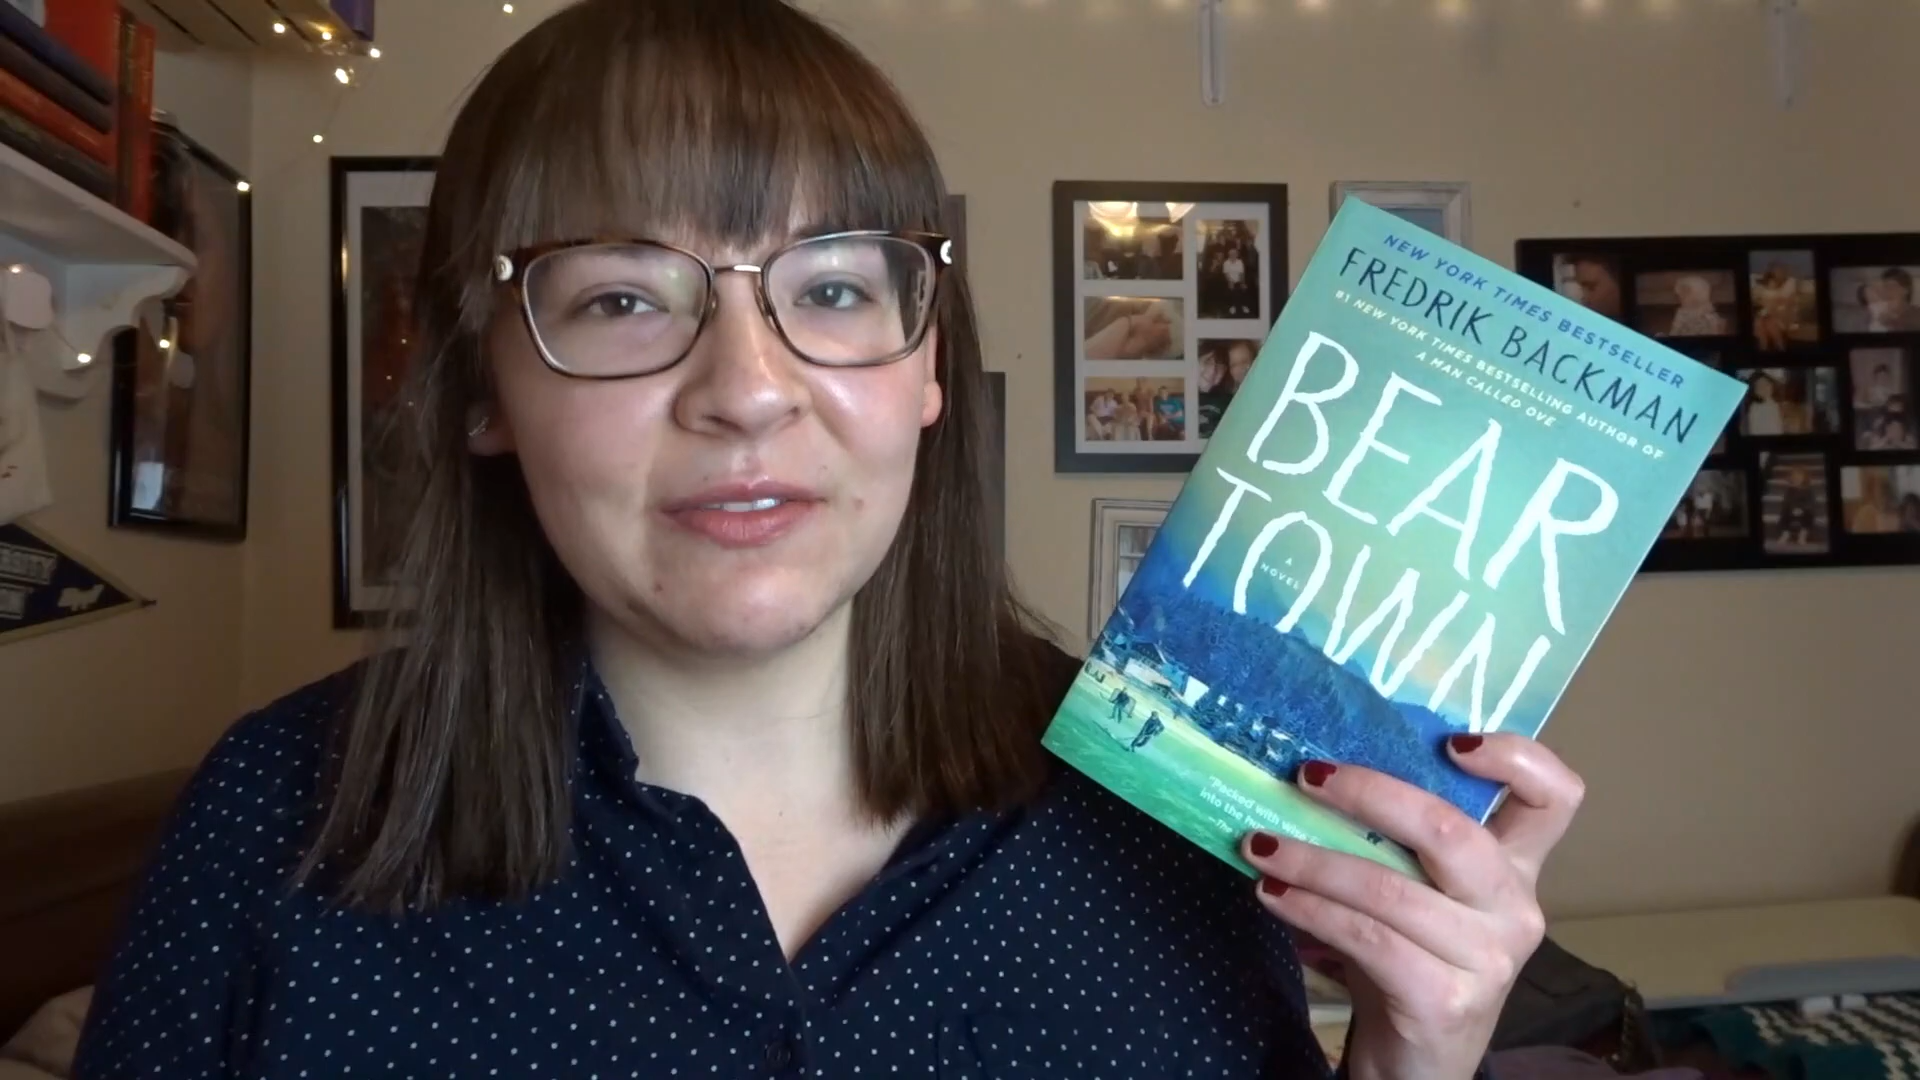 NEW YORK TIMES BESTSELLER
FREDRIK BACKMAN
#1 NEW YORK TIMES BESTSELLING AUTHOR OF
A MAN CALLED OVE
BEAR
TOWN
A
NOVEL
"Packed with wise
into the
—The